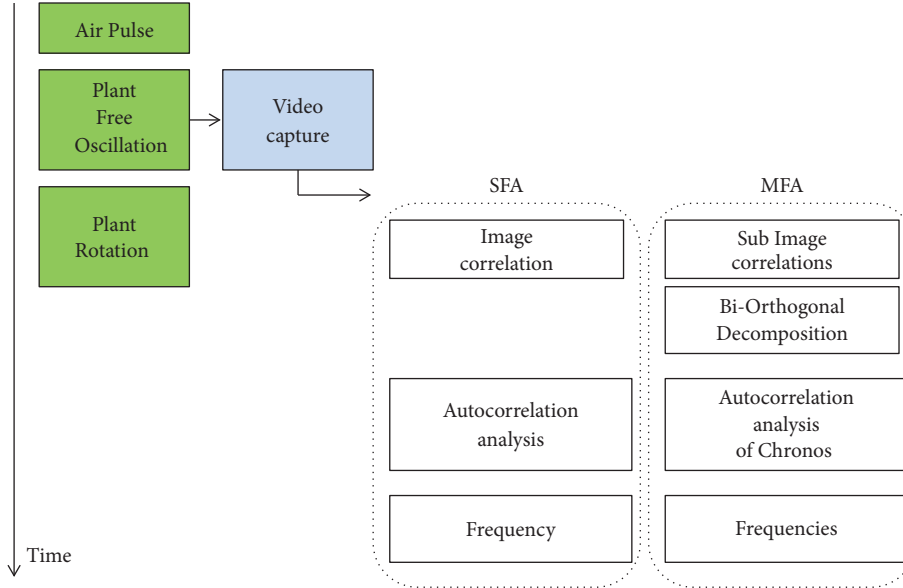 Air Pulse
Plant
Free
Oscillation
Video
capture
Plant
Rotation
SFA
MFA
Image
correlation
Sub Image
correlations
Bi-Orthogonal
Decomposition
Autocorrelation
analysis
Autocorrelation
analysis
of Chronos
Frequency
Frequencies
Time